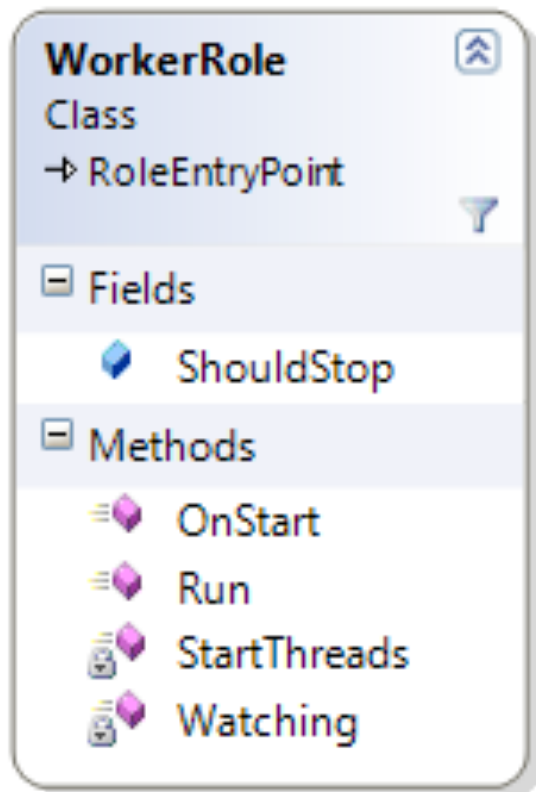 WorkerRole
Class
RoleEntryPoint
Fields
ShouldStop
Methods
OnStart
Run
StartThreads
Watching